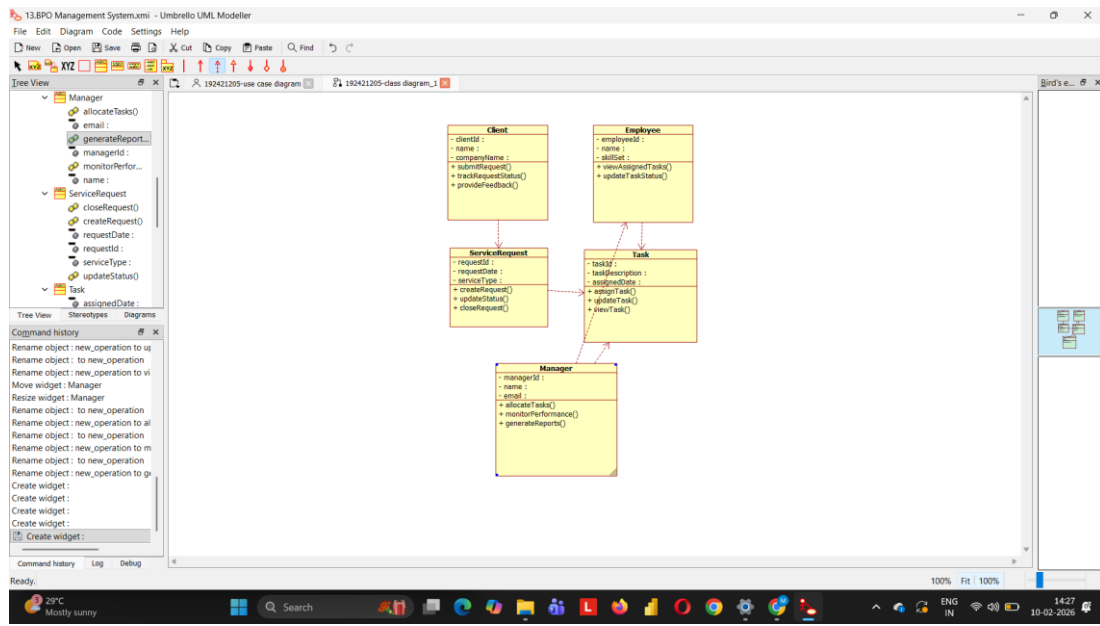 13.BPO Management System.xmi - Umbrello UML Modeller
File Edit Diagram Code Settings Help
New Open Save Cut Copy Paste Find
XYZ
Tree View
192421205-use case diagram
192421205-class diagram_1
Bird's e...
Manager
allocateTasks()
email :
generateReport...
managerId :
monitorPerfor...
name :
ServiceRequest
closeRequest()
createRequest()
requestDate :
requestId :
serviceType :
updateStatus()
Task
assignedDate :
Tree View Stereotypes Diagrams
Command history
Rename object : new_operation to up
Rename object : to new_operation
Rename object : new_operation to vi
Move widget : Manager
Resize widget : Manager
Rename object : to new_operation
Rename object : new_operation to al
Rename object : to new_operation
Rename object : new_operation to m
Rename object : to new_operation
Rename object : new_operation to ge
Create widget :
Create widget :
Create widget :
Create widget :
Create widget :
Command history Log Debug
Client
- clientId :
- name :
- companyName :
+ submitRequest()
+ trackRequestStatus()
+ provideFeedback()
Employee
- employeeId :
- name :
- skillSet :
+ viewAssignedTasks()
+ updateTaskStatus()
ServiceRequest
- requestId :
- requestDate :
- serviceType :
+ createRequest()
+ updateStatus()
+ closeRequest()
Task
- taskId :
- taskDescription :
- assignedDate :
+ assignTask()
+ updateTask()
+ viewTask()
Manager
- managerId :
- name :
- email :
+ allocateTasks()
+ monitorPerformance()
+ generateReports()
Ready.
100% Fit 100%
3
29°C
Mostly sunny
Search
L
ENG
IN
14:27
10-02-2026